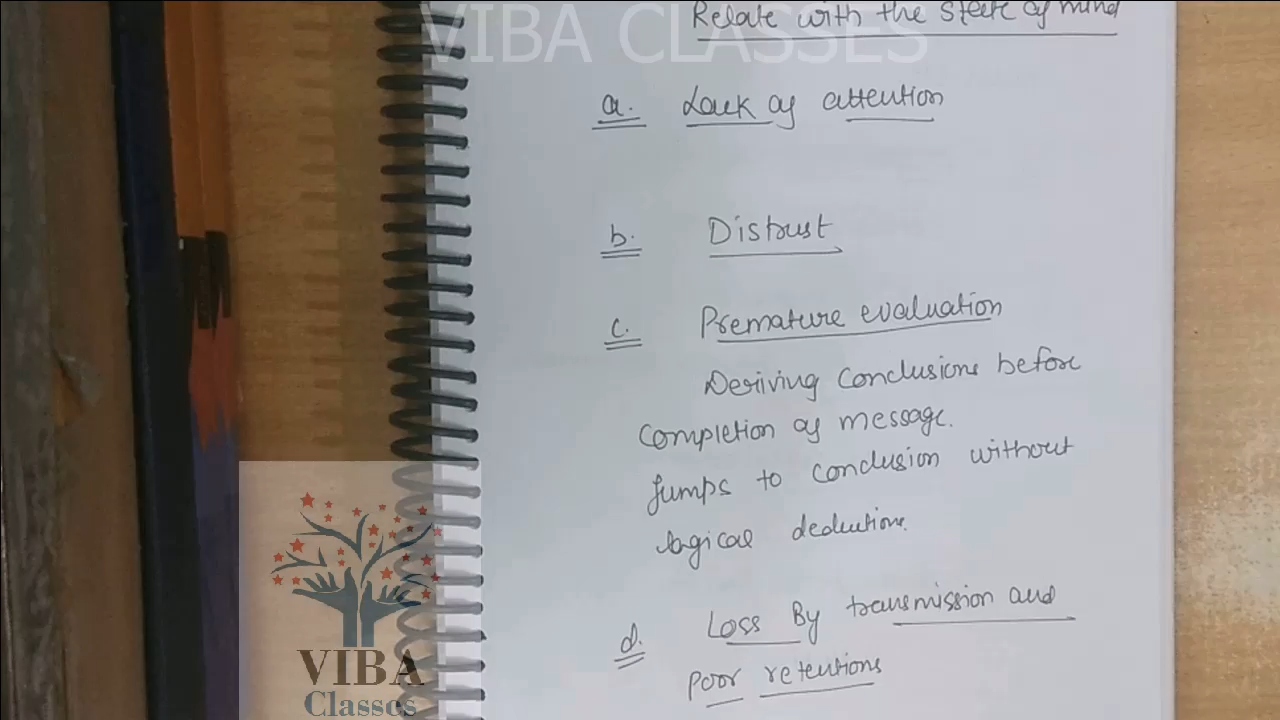 VIBA CLASSES
Relate with the state of mind
a. Lack of attention
b. Distrust
c. Premature evaluation
Deriving conclusions before
completion of message.
Jumps to conclusion without
logical deduction.
d. Loss By transmission and
poor retentions
VIBA
Classes